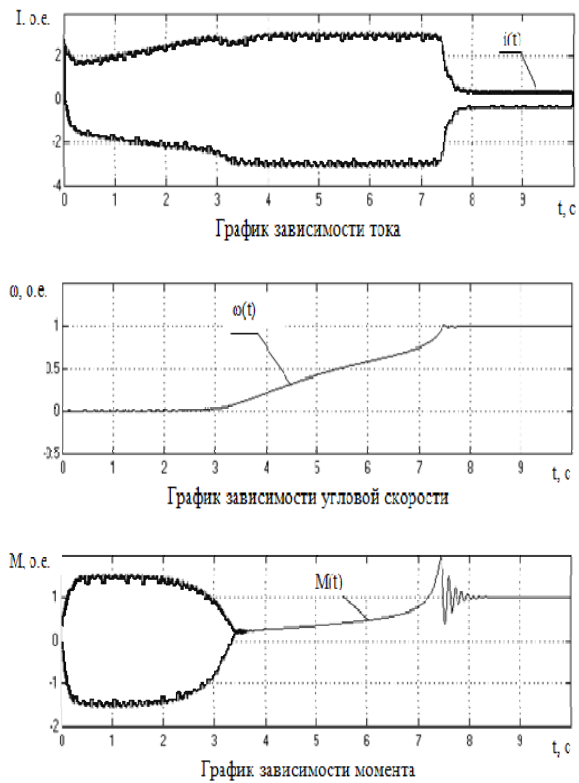 I. о.е.
2
0
-2
-4
i(t)
0 1 2 3 4 5 6 7 8 9
t, с
График зависимости тока
ω, о.е.
1
0.5
0
-0.5
ω(t)
0 1 2 3 4 5 6 7 8 9
t, с
График зависимости угловой скорости
M, о.е.
1
0
-1
-2
M(t)
0 1 2 3 4 5 6 7 8 9
t, с
График зависимости момента